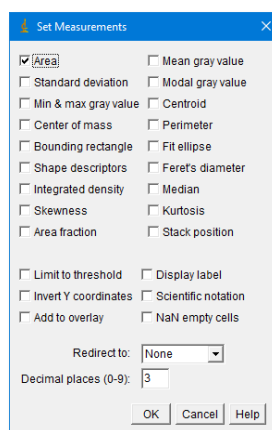 Set Measurements
Area Mean gray value
Standard deviation Modal gray value
Min & max gray value Centroid
Center of mass Perimeter
Bounding rectangle Fit ellipse
Shape descriptors Feret's diameter
Integrated density Median
Skewness Kurtosis
Area fraction Stack position
Limit to threshold Display label
Invert Y coordinates Scientific notation
Add to overlay NaN empty cells
Redirect to: None
Decimal places (0-9): 3
OK Cancel Help